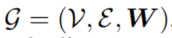 𝒢 = (𝒱, ℰ, 𝑾),